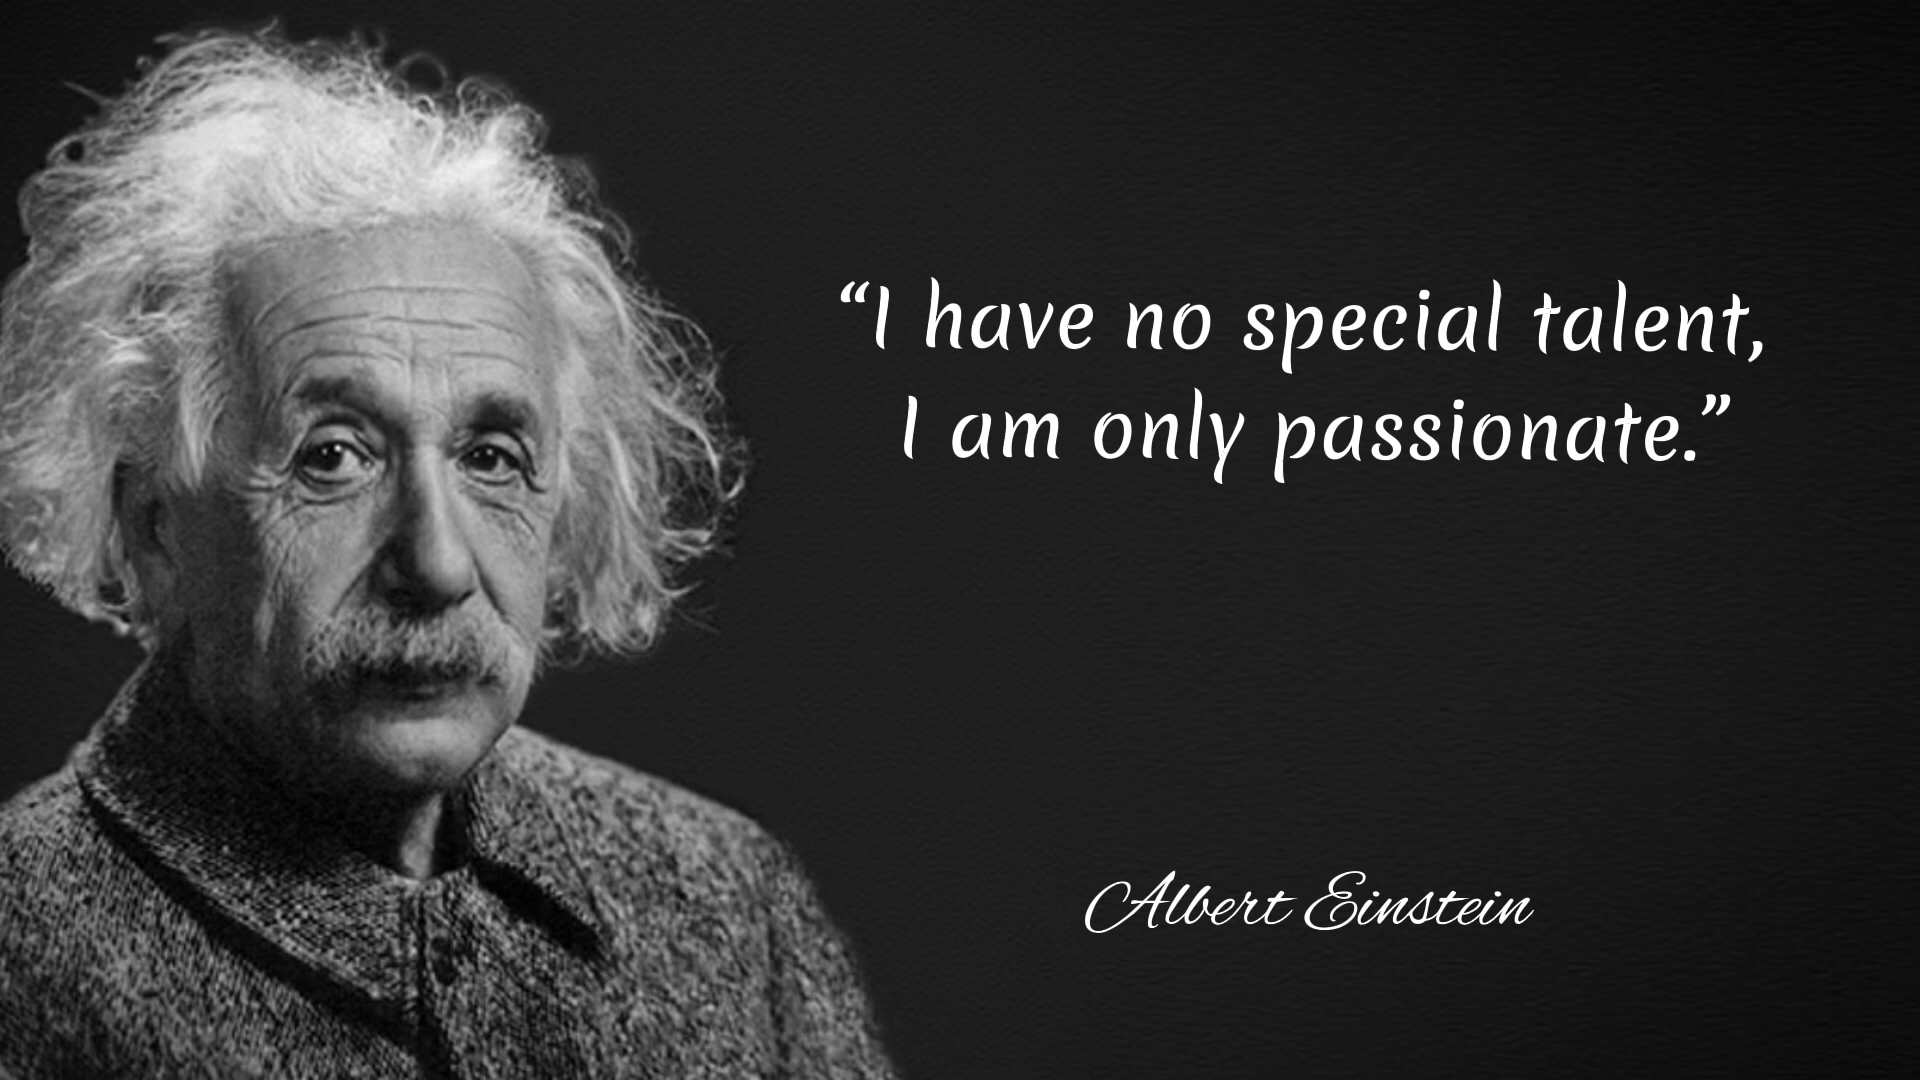 “I have no special talent,
I am only passionate.”
Albert Einstein